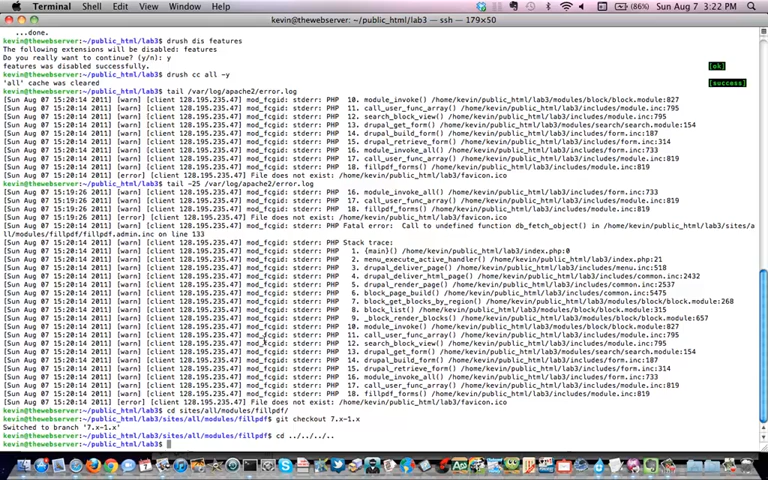 Terminal Shell Edit View Window Help (86%) Sun Aug 7 3:22 PM
kevin@thewebserver: ~/public_html/lab3 — ssh — 179×50
...done.
kevin@thewebserver:~/public_html/lab3$ drush dis features
The following extensions will be disabled: features
Do you really want to continue? (y/n): y
features was disabled successfully. [ok]
kevin@thewebserver:~/public_html/lab3$ drush cc all -y
'all' cache was cleared [success]
kevin@thewebserver:~/public_html/lab3$ tail /var/log/apache2/error.log
[Sun Aug 07 15:20:14 2011] [warn] [client 128.195.235.47] mod_fcgid: stderr: PHP  10. module_invoke() /home/kevin/public_html/lab3/modules/block/block.module:827
[Sun Aug 07 15:20:14 2011] [warn] [client 128.195.235.47] mod_fcgid: stderr: PHP  11. call_user_func_array() /home/kevin/public_html/lab3/includes/module.inc:795
[Sun Aug 07 15:20:14 2011] [warn] [client 128.195.235.47] mod_fcgid: stderr: PHP  12. search_block_view() /home/kevin/public_html/lab3/includes/module.inc:795
[Sun Aug 07 15:20:14 2011] [warn] [client 128.195.235.47] mod_fcgid: stderr: PHP  13. drupal_get_form() /home/kevin/public_html/lab3/modules/search/search.module:154
[Sun Aug 07 15:20:14 2011] [warn] [client 128.195.235.47] mod_fcgid: stderr: PHP  14. drupal_build_form() /home/kevin/public_html/lab3/includes/form.inc:187
[Sun Aug 07 15:20:14 2011] [warn] [client 128.195.235.47] mod_fcgid: stderr: PHP  15. drupal_retrieve_form() /home/kevin/public_html/lab3/includes/form.inc:314
[Sun Aug 07 15:20:14 2011] [warn] [client 128.195.235.47] mod_fcgid: stderr: PHP  16. module_invoke_all() /home/kevin/public_html/lab3/includes/form.inc:733
[Sun Aug 07 15:20:14 2011] [warn] [client 128.195.235.47] mod_fcgid: stderr: PHP  17. call_user_func_array() /home/kevin/public_html/lab3/includes/module.inc:819
[Sun Aug 07 15:20:14 2011] [warn] [client 128.195.235.47] mod_fcgid: stderr: PHP  18. fillpdf_forms() /home/kevin/public_html/lab3/includes/module.inc:819
[Sun Aug 07 15:20:14 2011] [error] [client 128.195.235.47] File does not exist: /home/kevin/public_html/lab3/favicon.ico
kevin@thewebserver:~/public_html/lab3$ tail -25 /var/log/apache2/error.log
[Sun Aug 07 15:19:26 2011] [warn] [client 128.195.235.47] mod_fcgid: stderr: PHP  16. module_invoke_all() /home/kevin/public_html/lab3/includes/form.inc:733
[Sun Aug 07 15:19:26 2011] [warn] [client 128.195.235.47] mod_fcgid: stderr: PHP  17. call_user_func_array() /home/kevin/public_html/lab3/includes/module.inc:819
[Sun Aug 07 15:19:26 2011] [warn] [client 128.195.235.47] mod_fcgid: stderr: PHP  18. fillpdf_forms() /home/kevin/public_html/lab3/includes/module.inc:819
[Sun Aug 07 15:19:26 2011] [error] [client 128.195.235.47] File does not exist: /home/kevin/public_html/lab3/favicon.ico
[Sun Aug 07 15:20:14 2011] [warn] [client 128.195.235.47] mod_fcgid: stderr: PHP Fatal error:  Call to undefined function db_fetch_object() in /home/kevin/public_html/lab3/sites/a
ll/modules/fillpdf/fillpdf.admin.inc on line 133
[Sun Aug 07 15:20:14 2011] [warn] [client 128.195.235.47] mod_fcgid: stderr: PHP Stack trace:
[Sun Aug 07 15:20:14 2011] [warn] [client 128.195.235.47] mod_fcgid: stderr: PHP   1. {main}() /home/kevin/public_html/lab3/index.php:0
[Sun Aug 07 15:20:14 2011] [warn] [client 128.195.235.47] mod_fcgid: stderr: PHP   2. menu_execute_active_handler() /home/kevin/public_html/lab3/index.php:21
[Sun Aug 07 15:20:14 2011] [warn] [client 128.195.235.47] mod_fcgid: stderr: PHP   3. drupal_deliver_page() /home/kevin/public_html/lab3/includes/menu.inc:518
[Sun Aug 07 15:20:14 2011] [warn] [client 128.195.235.47] mod_fcgid: stderr: PHP   4. drupal_deliver_html_page() /home/kevin/public_html/lab3/includes/common.inc:2432
[Sun Aug 07 15:20:14 2011] [warn] [client 128.195.235.47] mod_fcgid: stderr: PHP   5. drupal_render_page() /home/kevin/public_html/lab3/includes/common.inc:2537
[Sun Aug 07 15:20:14 2011] [warn] [client 128.195.235.47] mod_fcgid: stderr: PHP   6. block_page_build() /home/kevin/public_html/lab3/includes/common.inc:5475
[Sun Aug 07 15:20:14 2011] [warn] [client 128.195.235.47] mod_fcgid: stderr: PHP   7. block_get_blocks_by_region() /home/kevin/public_html/lab3/modules/block/block.module:268
[Sun Aug 07 15:20:14 2011] [warn] [client 128.195.235.47] mod_fcgid: stderr: PHP   8. block_list() /home/kevin/public_html/lab3/modules/block/block.module:315
[Sun Aug 07 15:20:14 2011] [warn] [client 128.195.235.47] mod_fcgid: stderr: PHP   9. _block_render_blocks() /home/kevin/public_html/lab3/modules/block/block.module:657
[Sun Aug 07 15:20:14 2011] [warn] [client 128.195.235.47] mod_fcgid: stderr: PHP  10. module_invoke() /home/kevin/public_html/lab3/modules/block/block.module:827
[Sun Aug 07 15:20:14 2011] [warn] [client 128.195.235.47] mod_fcgid: stderr: PHP  11. call_user_func_array() /home/kevin/public_html/lab3/includes/module.inc:795
[Sun Aug 07 15:20:14 2011] [warn] [client 128.195.235.47] mod_fcgid: stderr: PHP  12. search_block_view() /home/kevin/public_html/lab3/includes/module.inc:795
[Sun Aug 07 15:20:14 2011] [warn] [client 128.195.235.47] mod_fcgid: stderr: PHP  13. drupal_get_form() /home/kevin/public_html/lab3/modules/search/search.module:154
[Sun Aug 07 15:20:14 2011] [warn] [client 128.195.235.47] mod_fcgid: stderr: PHP  14. drupal_build_form() /home/kevin/public_html/lab3/includes/form.inc:187
[Sun Aug 07 15:20:14 2011] [warn] [client 128.195.235.47] mod_fcgid: stderr: PHP  15. drupal_retrieve_form() /home/kevin/public_html/lab3/includes/form.inc:314
[Sun Aug 07 15:20:14 2011] [warn] [client 128.195.235.47] mod_fcgid: stderr: PHP  16. module_invoke_all() /home/kevin/public_html/lab3/includes/form.inc:733
[Sun Aug 07 15:20:14 2011] [warn] [client 128.195.235.47] mod_fcgid: stderr: PHP  17. call_user_func_array() /home/kevin/public_html/lab3/includes/module.inc:819
[Sun Aug 07 15:20:14 2011] [warn] [client 128.195.235.47] mod_fcgid: stderr: PHP  18. fillpdf_forms() /home/kevin/public_html/lab3/includes/module.inc:819
[Sun Aug 07 15:20:14 2011] [error] [client 128.195.235.47] File does not exist: /home/kevin/public_html/lab3/favicon.ico
kevin@thewebserver:~/public_html/lab3$ cd sites/all/modules/fillpdf/
kevin@thewebserver:~/public_html/lab3/sites/all/modules/fillpdf$ git checkout 7.x-1.x
Switched to branch '7.x-1.x'
kevin@thewebserver:~/public_html/lab3/sites/all/modules/fillpdf$ cd ../../../..
kevin@thewebserver:~/public_html/lab3$